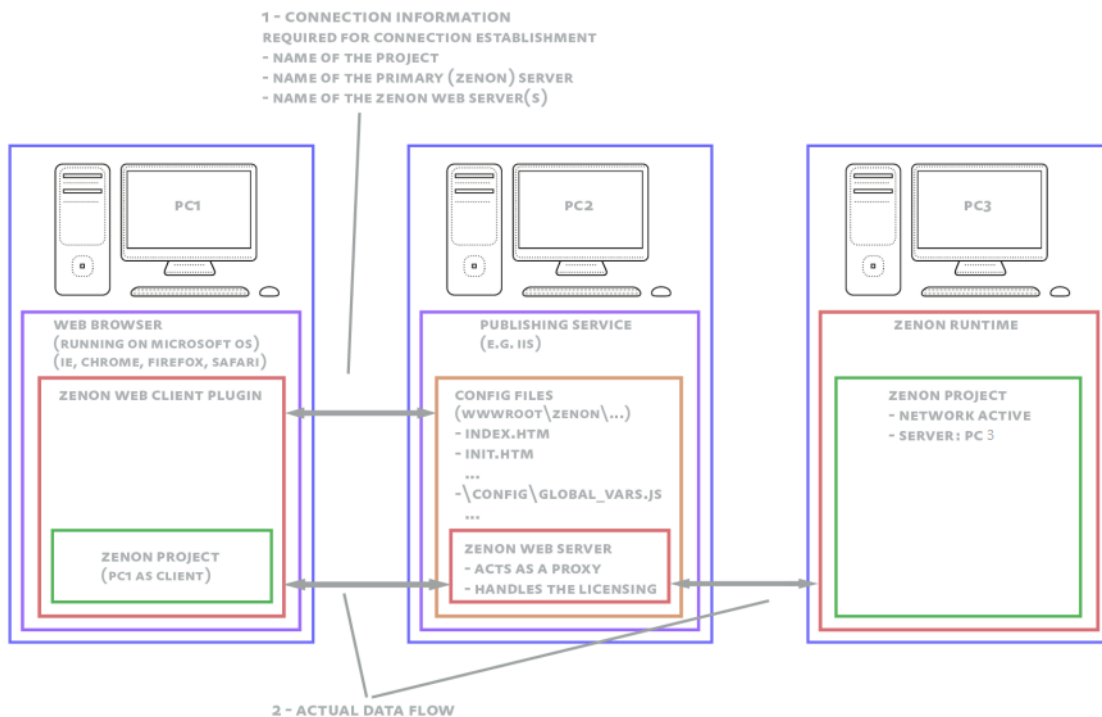 1 - CONNECTION INFORMATION
REQUIRED FOR CONNECTION ESTABLISHMENT
- NAME OF THE PROJECT
- NAME OF THE PRIMARY (ZENON) SERVER
- NAME OF THE ZENON WEB SERVER(S)
PC1
WEB BROWSER
(RUNNING ON MICROSOFT OS)
(IE, CHROME, FIREFOX, SAFARI)
ZENON WEB CLIENT PLUGIN
ZENON PROJECT
(PC1 AS CLIENT)
PC2
PUBLISHING SERVICE
(E.G. IIS)
CONFIG FILES
(WWWROOT\ZENON\...)
- INDEX.HTM
- INIT.HTM
...
-\CONFIG\GLOBAL_VARS.JS
...
ZENON WEB SERVER
- ACTS AS A PROXY
- HANDLES THE LICENSING
PC3
ZENON RUNTIME
ZENON PROJECT
- NETWORK ACTIVE
- SERVER: PC 3
2 - ACTUAL DATA FLOW